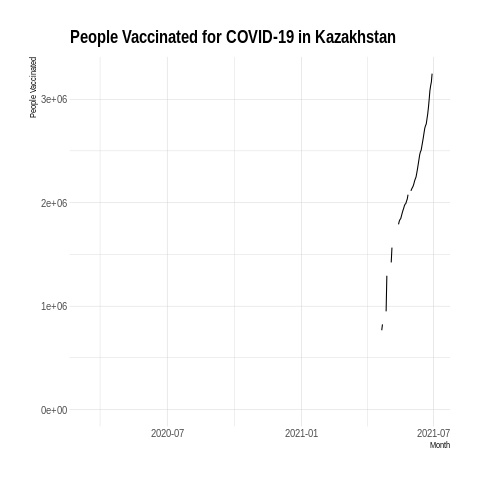 People Vaccinated for COVID-19 in Kazakhstan
People Vaccinated
3e+06
2e+06
1e+06
0e+00
2020-07
2021-01
2021-07
Month